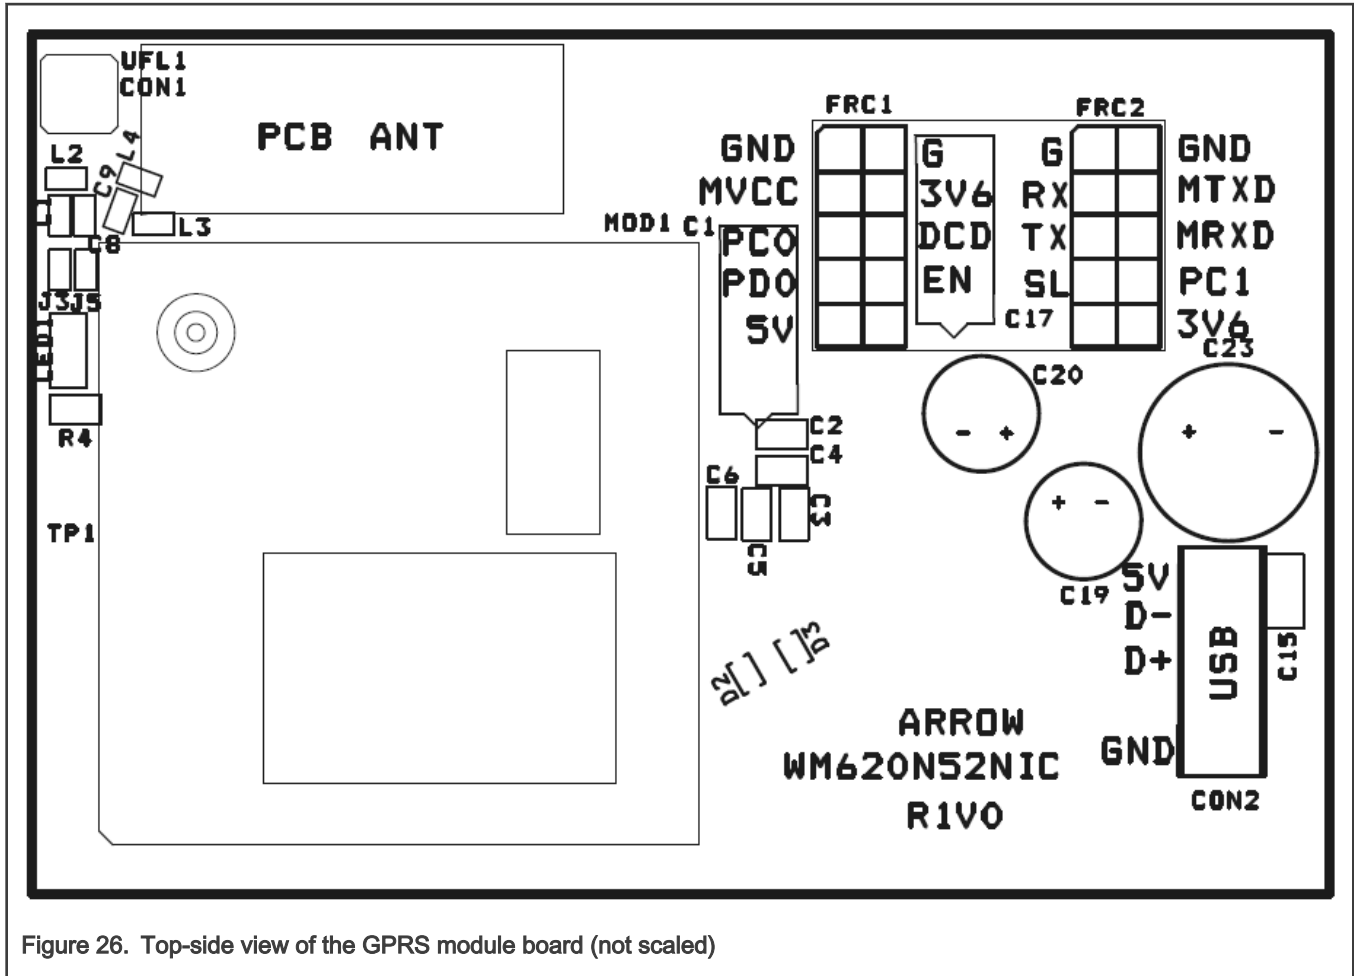 UFL1
CON1
PCB ANT
L4
L2
C9
L3
C8
J3 J5
LED1
R4
TP1
MOD1 C1
FRC1
FRC2
GND
MVCC
PC0
PD0
5V
G
3V6
DCD
EN
G
RX
TX
SL
GND
MTXD
MRXD
PC1
3V6
C17
C20
- +
C23
+ -
C2
C4
C6
C3
C5
+ -
C19
5V
D-
D+
GND
USB
C15
CON2
D2
D3
ARROW
WM620N52NIC
R1V0
Figure 26. Top-side view of the GPRS module board (not scaled)